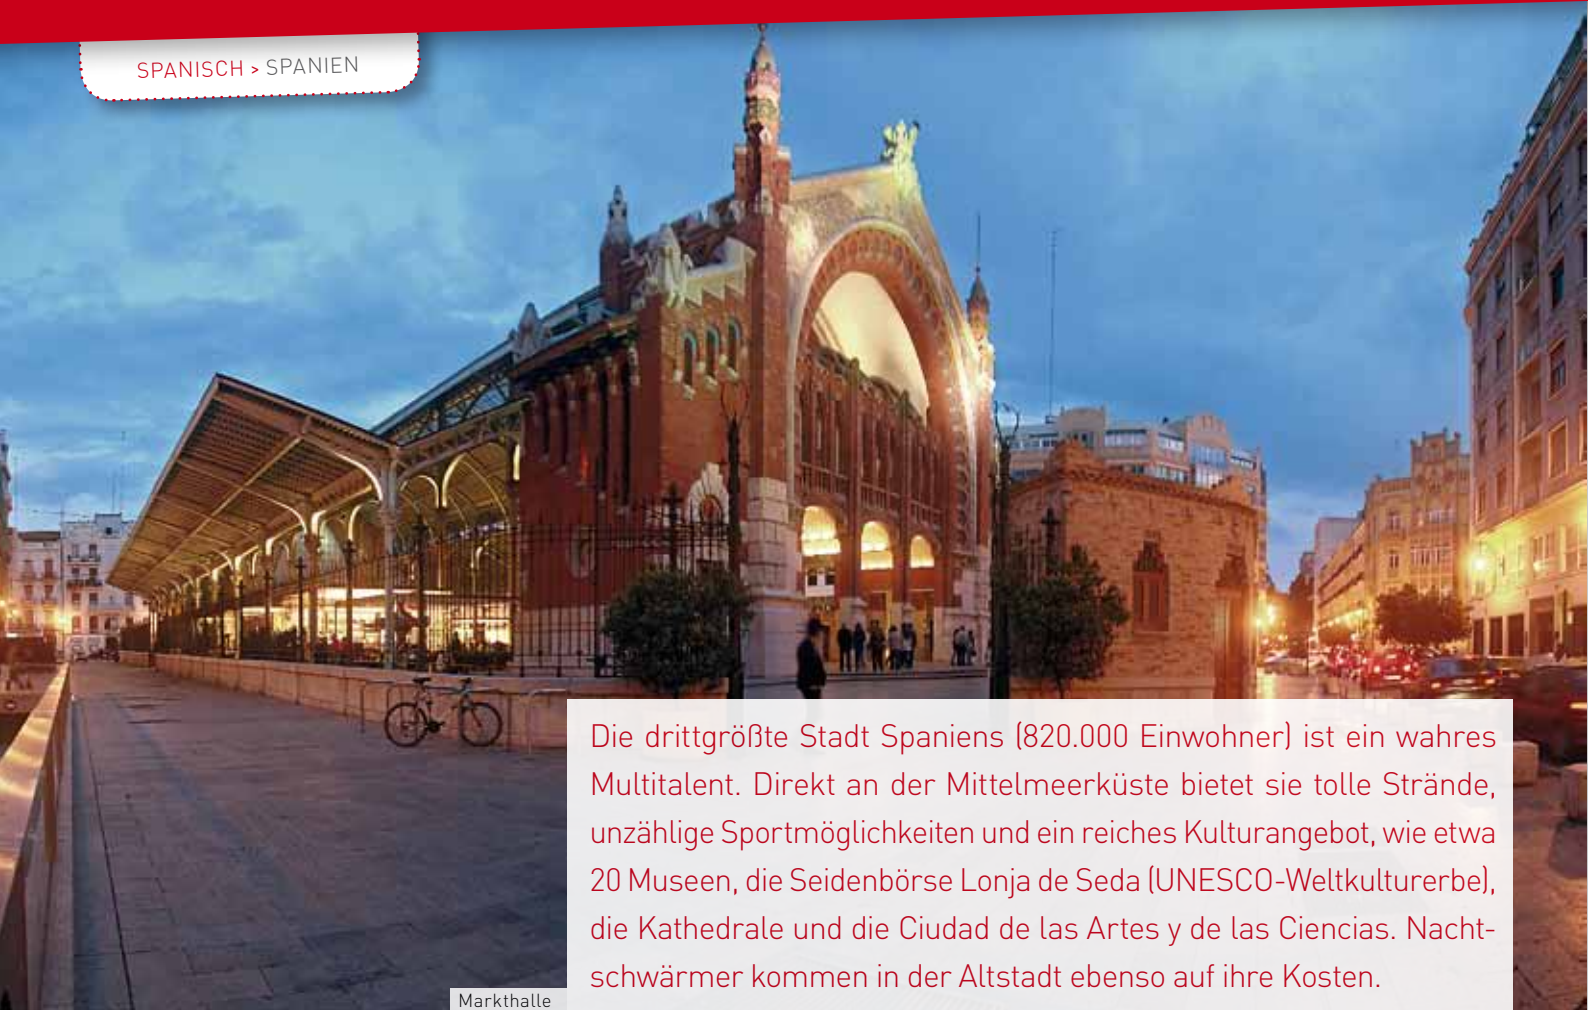 SPANISCH > SPANIEN
Die drittgrößte Stadt Spaniens (820.000 Einwohner) ist ein wahres
Multitalent. Direkt an der Mittelmeerküste bietet sie tolle Strände,
unzählige Sportmöglichkeiten und ein reiches Kulturangebot, wie etwa
20 Museen, die Seidenbörse Lonja de Seda (UNESCO-Weltkulturerbe),
die Kathedrale und die Ciudad de las Artes y de las Ciencias. Nacht-
schwärmer kommen in der Altstadt ebenso auf ihre Kosten.
Markthalle